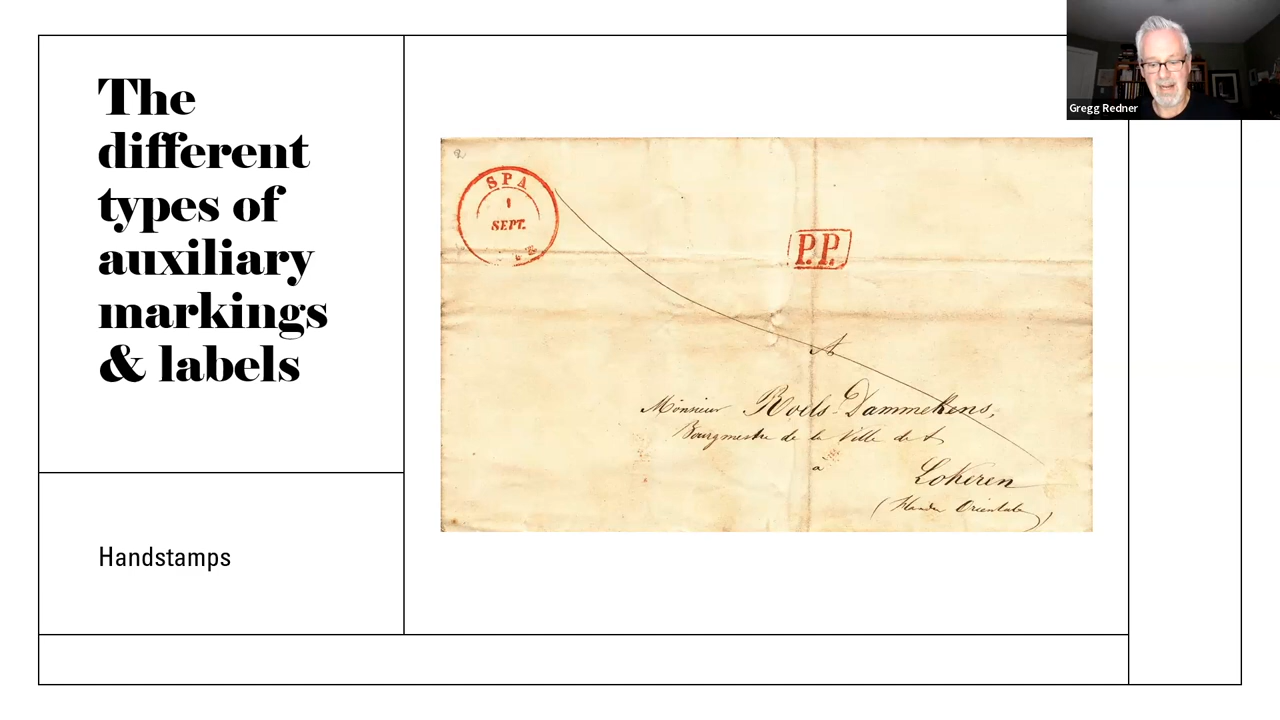 The
different
types of
auxiliary
markings
& labels
Handstamps
SPA
1
SEPT.
P.P.
A
Monsieur Roels-Dammekens,
Bourgmestre de la Ville de &
a
Lokeren
(Orientale)
Gregg Redner